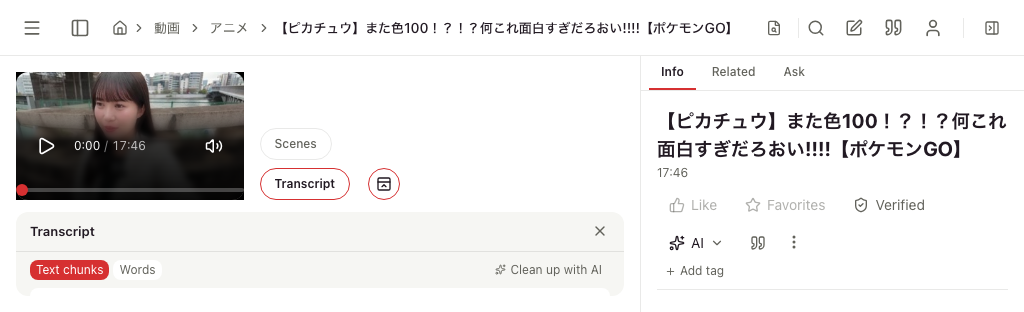 動画
アニメ
【ピカチュウ】また色100！？！？何これ面白すぎだろおい!!!!【ポケモンGO】
Info
Related
Ask
0:00 / 17:46
Scenes
Transcript
Transcript
Text chunks
Words
Clean up with AI
【ピカチュウ】また色100！？！？何これ
面白すぎだろおい!!!!【ポケモンGO】
17:46
Like
Favorites
Verified
AI
+ Add tag